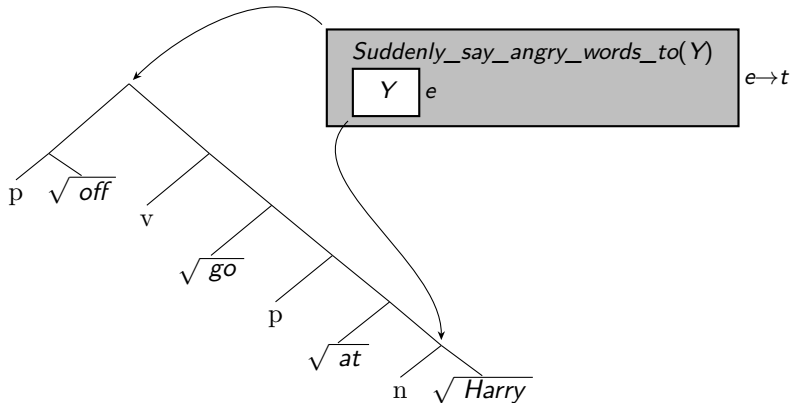 Suddenly_say_angry_words_to(Y)
Y e
e→t
p √off
v
√go
p
√at
n √Harry